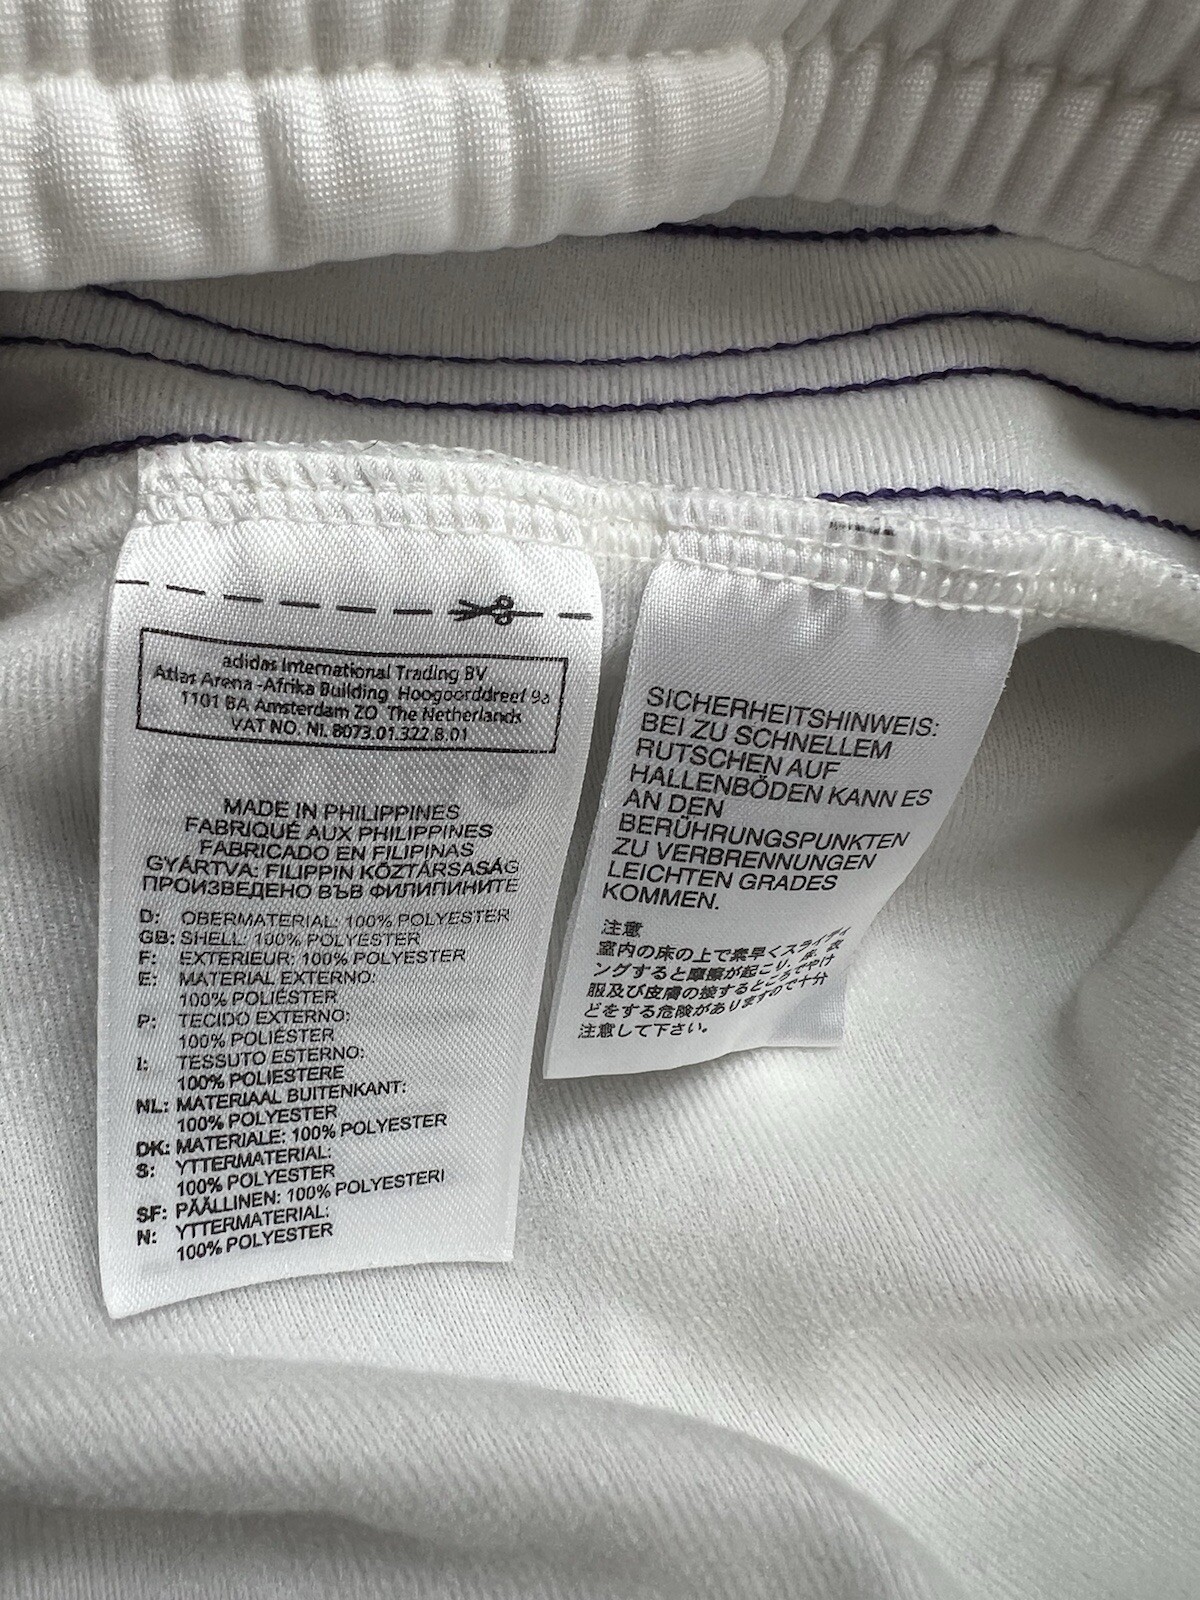 adidas International Trading BV
Atlas Arena -Afrika Building Hoogoorddreef 9a
1101 BA Amsterdam ZO The Netherlands
VAT NO. NL 8073.01.322.B.01
MADE IN PHILIPPINES
FABRIQUÉ AUX PHILIPPINES
FABRICADO EN FILIPINAS
GYÁRTVA: FILIPPIN KÖZTÁRSASÁG
ПРОИЗВЕДЕНО ВЪВ ФИЛИПИНИТЕ
D: OBERMATERIAL: 100% POLYESTER
GB: SHELL: 100% POLYESTER
F: EXTERIEUR: 100% POLYESTER
E: MATERIAL EXTERNO:
100% POLIÉSTER
P: TECIDO EXTERNO:
100% POLIÉSTER
I: TESSUTO ESTERNO:
100% POLIESTERE
NL: MATERIAAL BUITENKANT:
100% POLYESTER
DK: MATERIALE: 100% POLYESTER
S: YTTERMATERIAL:
100% POLYESTER
SF: PÄÄLLINEN: 100% POLYESTERI
N: YTTERMATERIAL:
100% POLYESTER
SICHERHEITSHINWEIS:
BEI ZU SCHNELLEM
RUTSCHEN AUF
HALLENBÖDEN KANN ES
AN DEN
BERÜHRUNGSPUNKTEN
ZU VERBRENNUNGEN
LEICHTEN GRADES
KOMMEN.
注意
室内の床の上で素早くスライディ
ングすると摩擦が起こり、床、衣
服及び皮膚の接するところでやけ
どをする危険がありますので十分
注意して下さい。